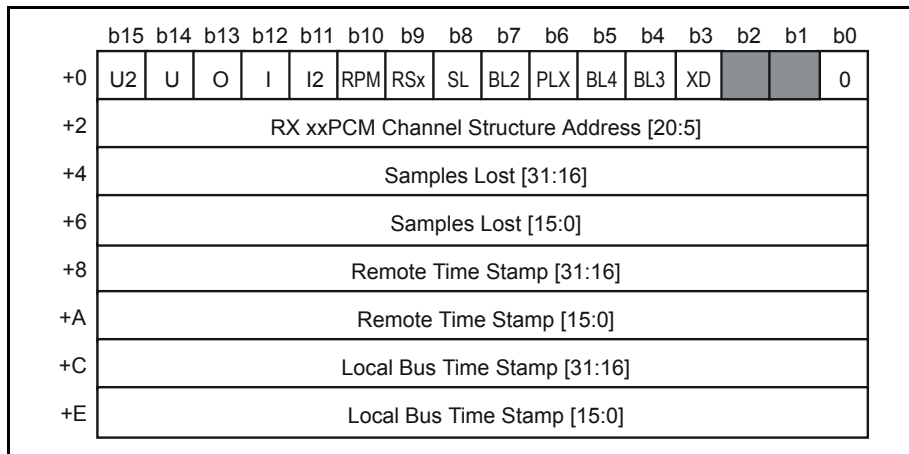 b15 b14 b13 b12 b11 b10 b9 b8 b7 b6 b5 b4 b3 b2 b1 b0
+0 U2 U O I I2 RPM RSx SL BL2 PLX BL4 BL3 XD 0
+2 RX xxPCM Channel Structure Address [20:5]
+4 Samples Lost [31:16]
+6 Samples Lost [15:0]
+8 Remote Time Stamp [31:16]
+A Remote Time Stamp [15:0]
+C Local Bus Time Stamp [31:16]
+E Local Bus Time Stamp [15:0]